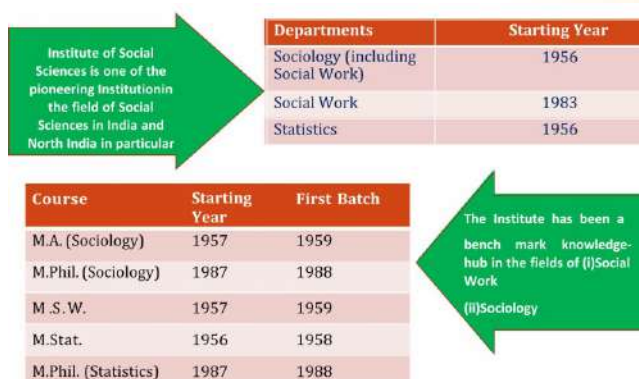 Institute of Social
Sciences is one of the
pioneering Institutionin
the field of Social
Sciences in India and
North India in particular
Departments Starting Year
Sociology (including 1956
Social Work)
Social Work 1983
Statistics 1956
Course Starting First Batch
Year
M.A. (Sociology) 1957 1959
M.Phil. (Sociology) 1987 1988
M .S.W. 1957 1959
M.Stat. 1956 1958
M.Phil. (Statistics) 1987 1988
The Institute has been a
bench mark knowledge-
hub in the fields of (i)Social
Work
(ii)Sociology